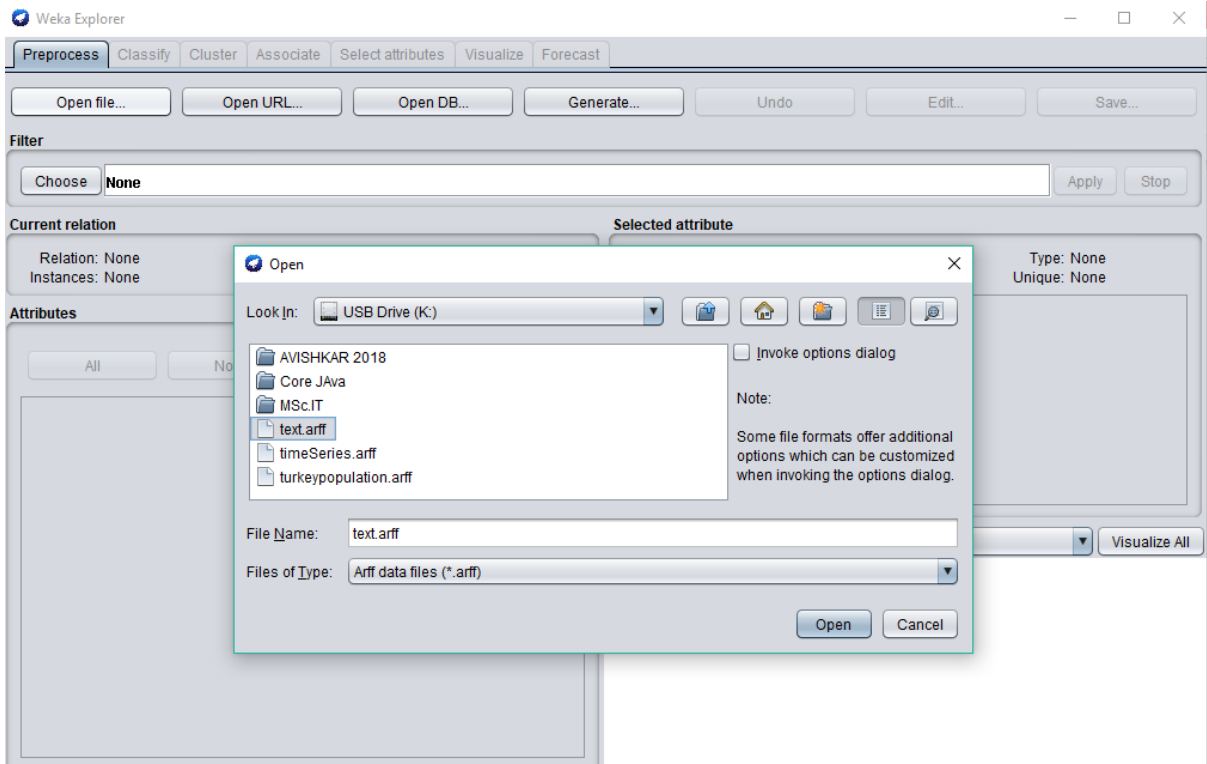 Weka Explorer
Preprocess Classify Cluster Associate Select attributes Visualize Forecast
Open file... Open URL... Open DB... Generate... Undo Edit... Save...
Filter
Choose None Apply Stop
Current relation Selected attribute
Relation: None Type: None
Instances: None Unique: None
Attributes
All No
Open
Look In: USB Drive (K:)
AVISHKAR 2018
Core JAva
MSc.IT
text.arff
timeSeries.arff
turkeypopulation.arff
Invoke options dialog
Note:
Some file formats offer additional
options which can be customized
when invoking the options dialog.
File Name: text.arff
Files of Type: Arff data files (*.arff)
Open Cancel
Visualize All